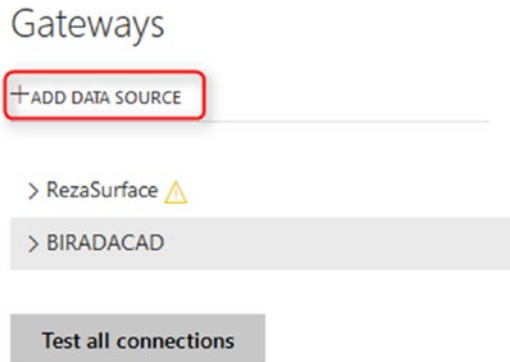 Gateways
+ADD DATA SOURCE
> RezaSurface
> BIRADACAD
Test all connections